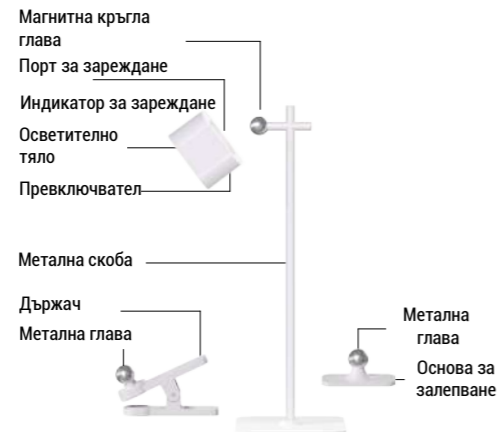 Магнитна кръгла
глава
Порт за зареждане
Индикатор за зареждане
Осветително
тяло
Превключвател
Метална скоба
Държач
Метална глава
Метална
глава
Основа за
залепване